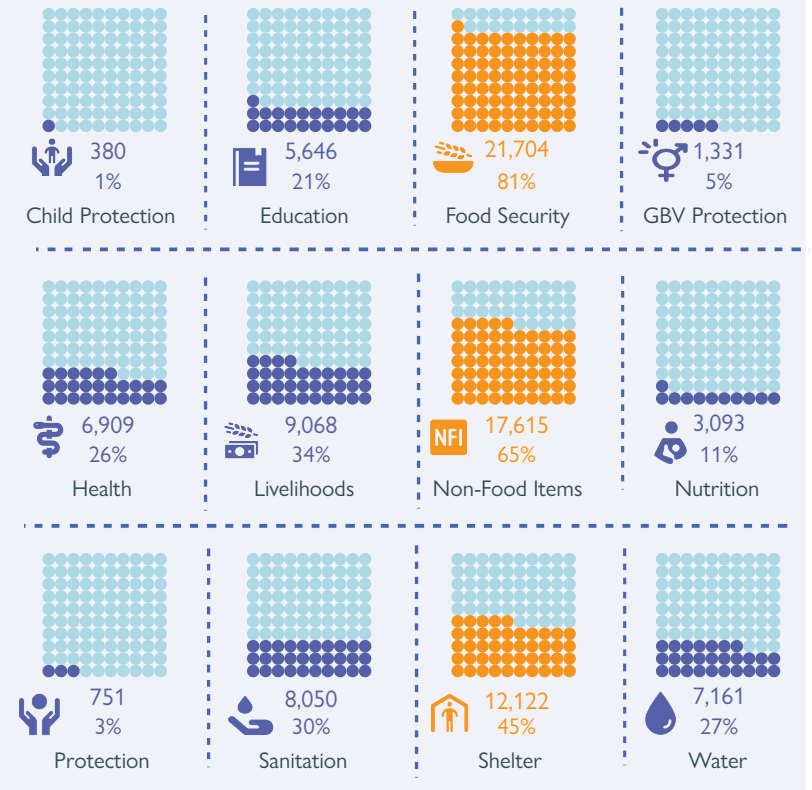 380
1%
Child Protection
5,646
21%
Education
21,704
81%
Food Security
1,331
5%
GBV Protection
6,909
26%
Health
9,068
34%
Livelihoods
NFI
17,615
65%
Non-Food Items
3,093
11%
Nutrition
751
3%
Protection
8,050
30%
Sanitation
12,122
45%
Shelter
7,161
27%
Water